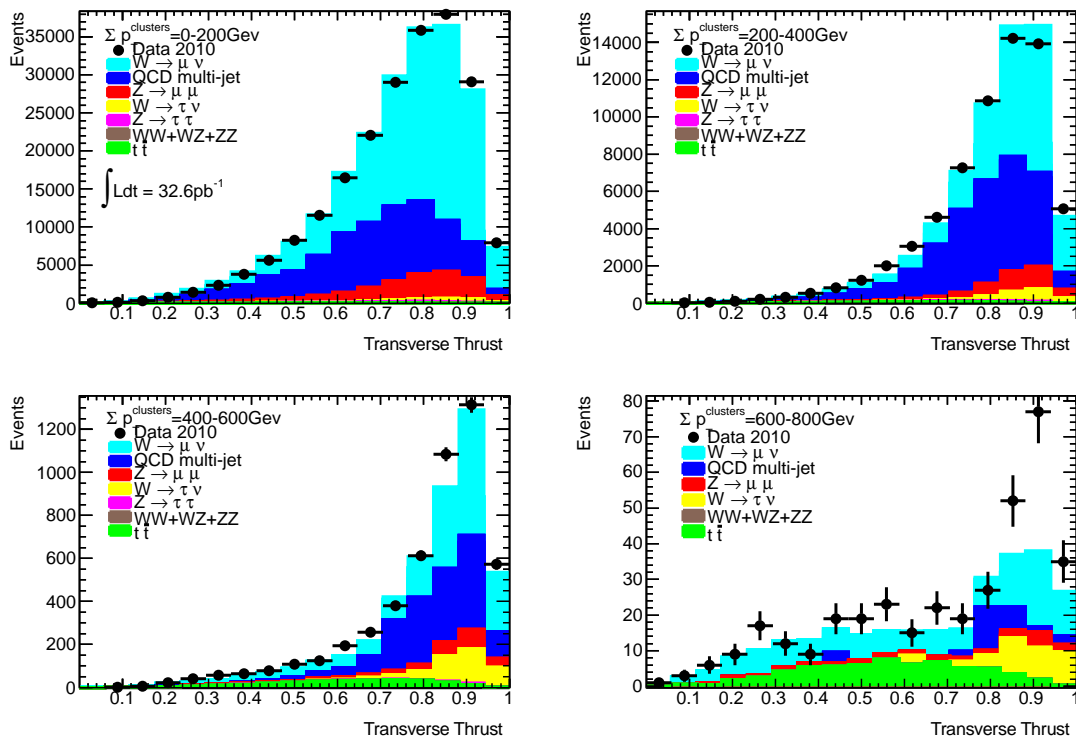 Events
35000
30000
25000
20000
15000
10000
5000
0
Σ p^clusters=0-200Gev
Data 2010
W → μ ν
QCD multi-jet
Z → μ μ
W → τ ν
Z → τ τ
WW+WZ+ZZ
t t̄
∫ Ldt = 32.6pb⁻¹
0.1 0.2 0.3 0.4 0.5 0.6 0.7 0.8 0.9 1
Transverse Thrust
Events
14000
12000
10000
8000
6000
4000
2000
0
Σ p^clusters=200-400Gev
Data 2010
W → μ ν
QCD multi-jet
Z → μ μ
W → τ ν
Z → τ τ
WW+WZ+ZZ
t t̄
0.1 0.2 0.3 0.4 0.5 0.6 0.7 0.8 0.9 1
Transverse Thrust
Events
1200
1000
800
600
400
200
0
Σ p^clusters=400-600Gev
Data 2010
W → μ ν
QCD multi-jet
Z → μ μ
W → τ ν
Z → τ τ
WW+WZ+ZZ
t t̄
0.1 0.2 0.3 0.4 0.5 0.6 0.7 0.8 0.9 1
Transverse Thrust
Events
80
70
60
50
40
30
20
10
0
Σ p^clusters=600-800Gev
Data 2010
W → μ ν
QCD multi-jet
Z → μ μ
W → τ ν
WW+WZ+ZZ
t t̄
0.1 0.2 0.3 0.4 0.5 0.6 0.7 0.8 0.9 1
Transverse Thrust